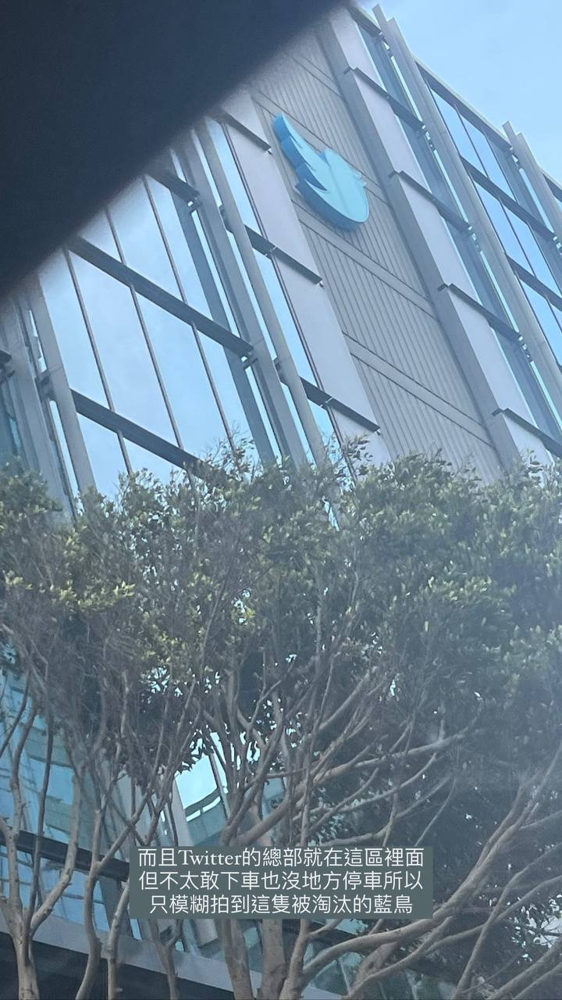 而且Twitter的總部就在這區裡面
但不太敢下車也沒地方停車所以
只模糊拍到這隻被淘汰的藍鳥